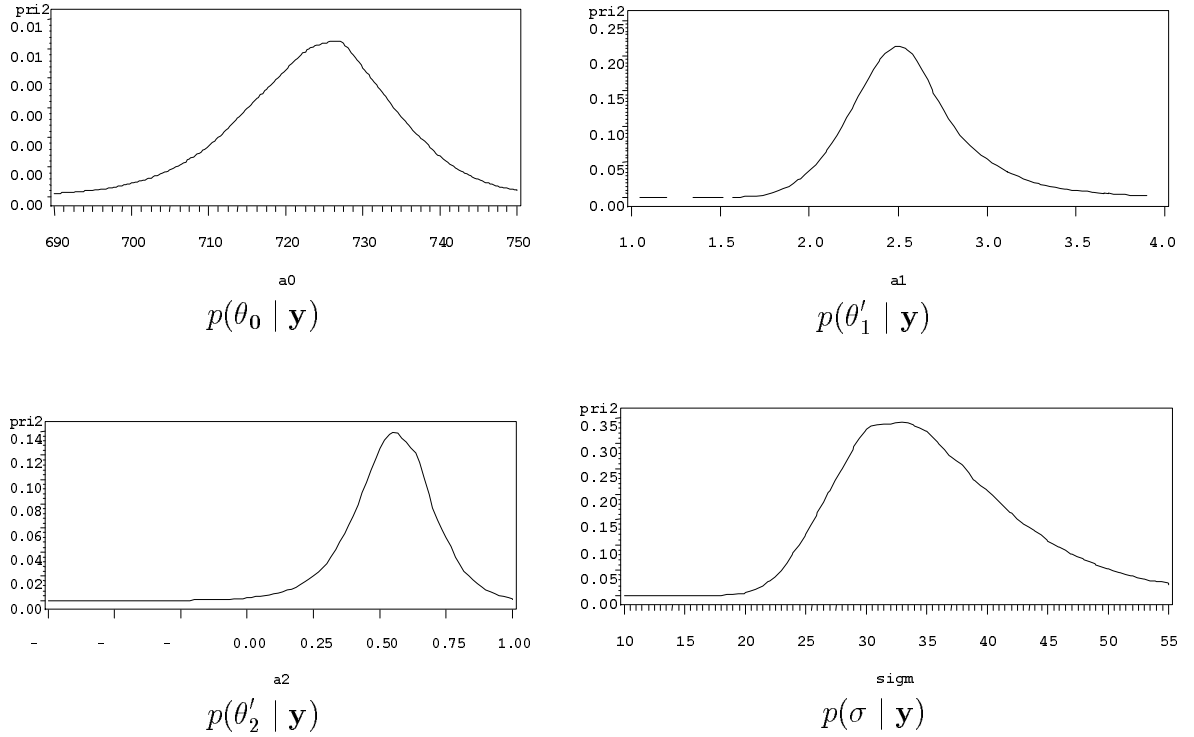 pri2
0.01
0.01
0.00
0.00
0.00
0.00
0.00
690 700 710 720 730 740 750
a0
p(θ₀ | y)
pri2
0.25
0.20
0.15
0.10
0.05
0.00
1.0 1.5 2.0 2.5 3.0 3.5 4.0
a1
p(θ′₁ | y)
pri2
0.14
0.12
0.10
0.08
0.06
0.04
0.02
0.00
– – – 0.00 0.25 0.50 0.75 1.00
a2
p(θ′₂ | y)
pri2
0.35
0.30
0.25
0.20
0.15
0.10
0.05
0.00
10 15 20 25 30 35 40 45 50 55
sigm
p(σ | y)